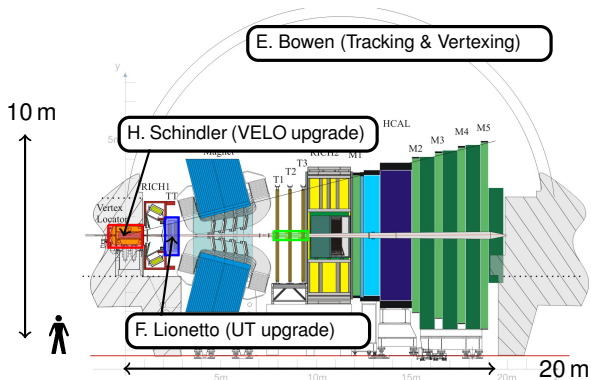 E. Bowen (Tracking & Vertexing)
y
10 m
5m
H. Schindler (VELO upgrade)
HCAL
M5
M4
M3
M2
Magnet
T3
RICH2
M1
T2
T1
RICH1
TT
Vertex
Locator
F. Lionetto (UT upgrade)
5m
10m
15m
20m
20 m